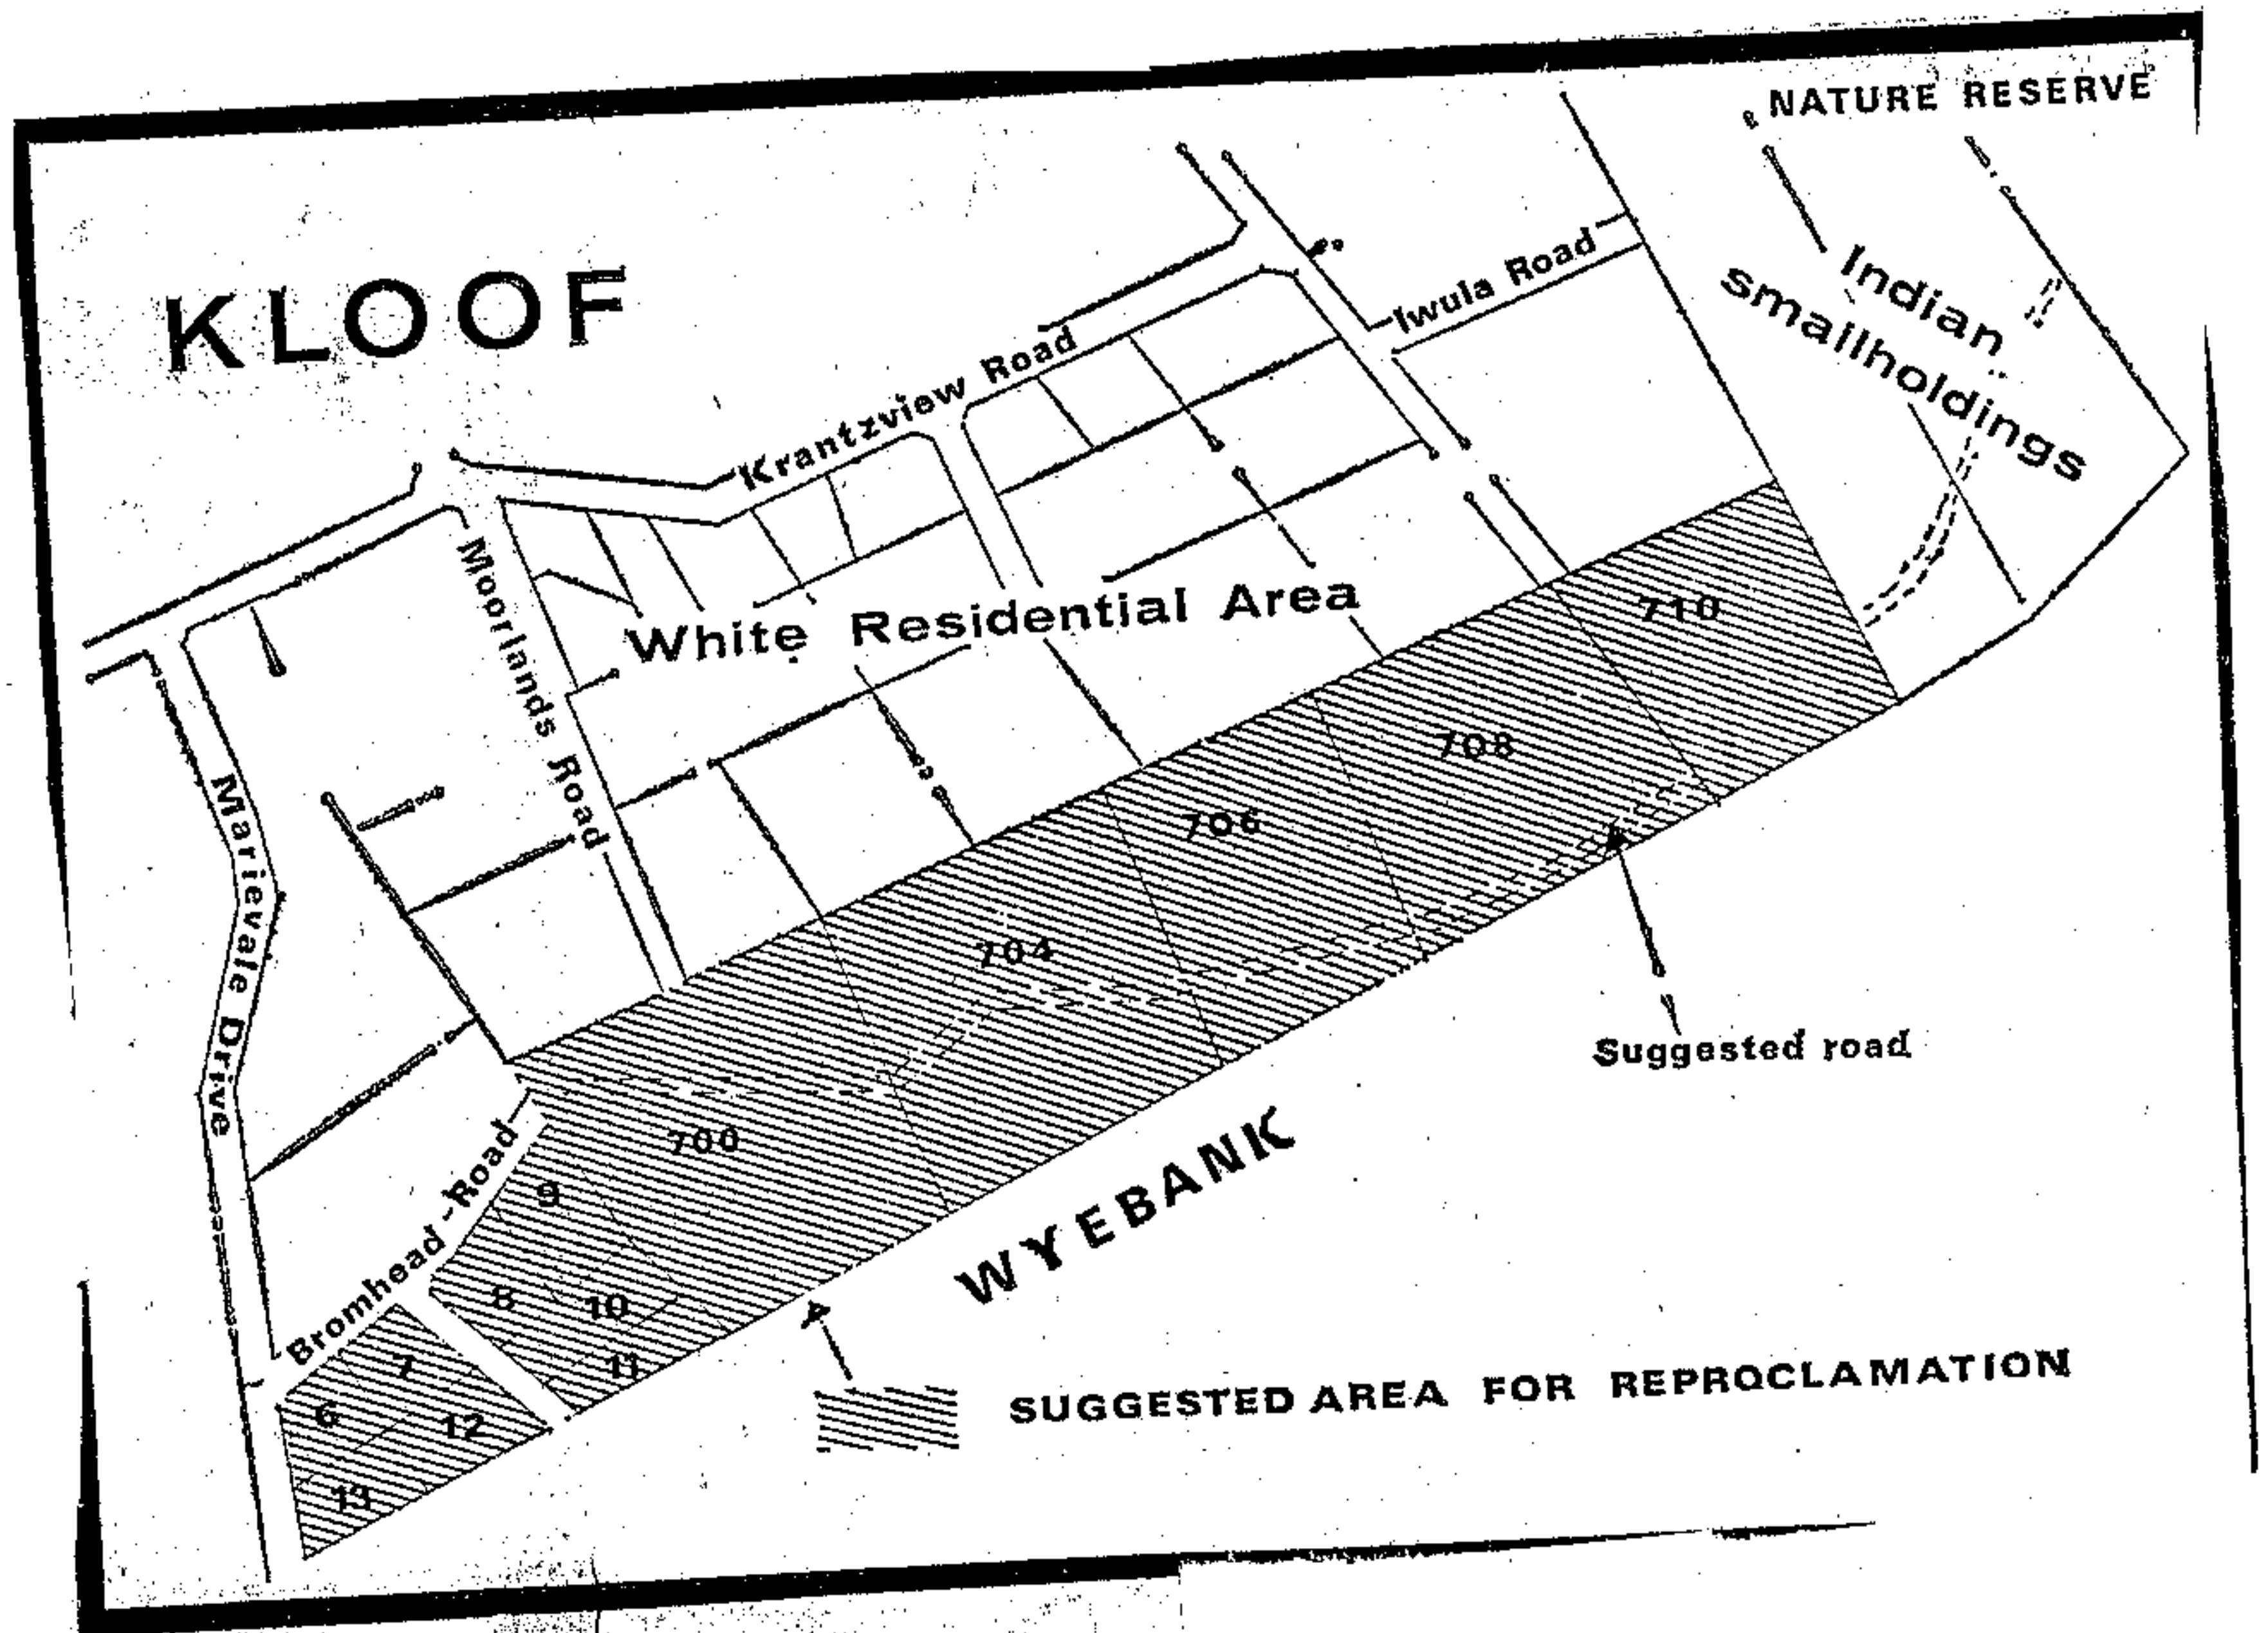 NATURE RESERVE
KLOOF
Iwula Road
Indian
smallholdings
Krantzview Road
White Residential Area
Moorlands Road
Marievale Drive
710
708
706
704
700
Suggested road
Bromhead-Road
WYEBANK
9
8
10
11
7
6
12
13
SUGGESTED AREA FOR REPROCLAMATION